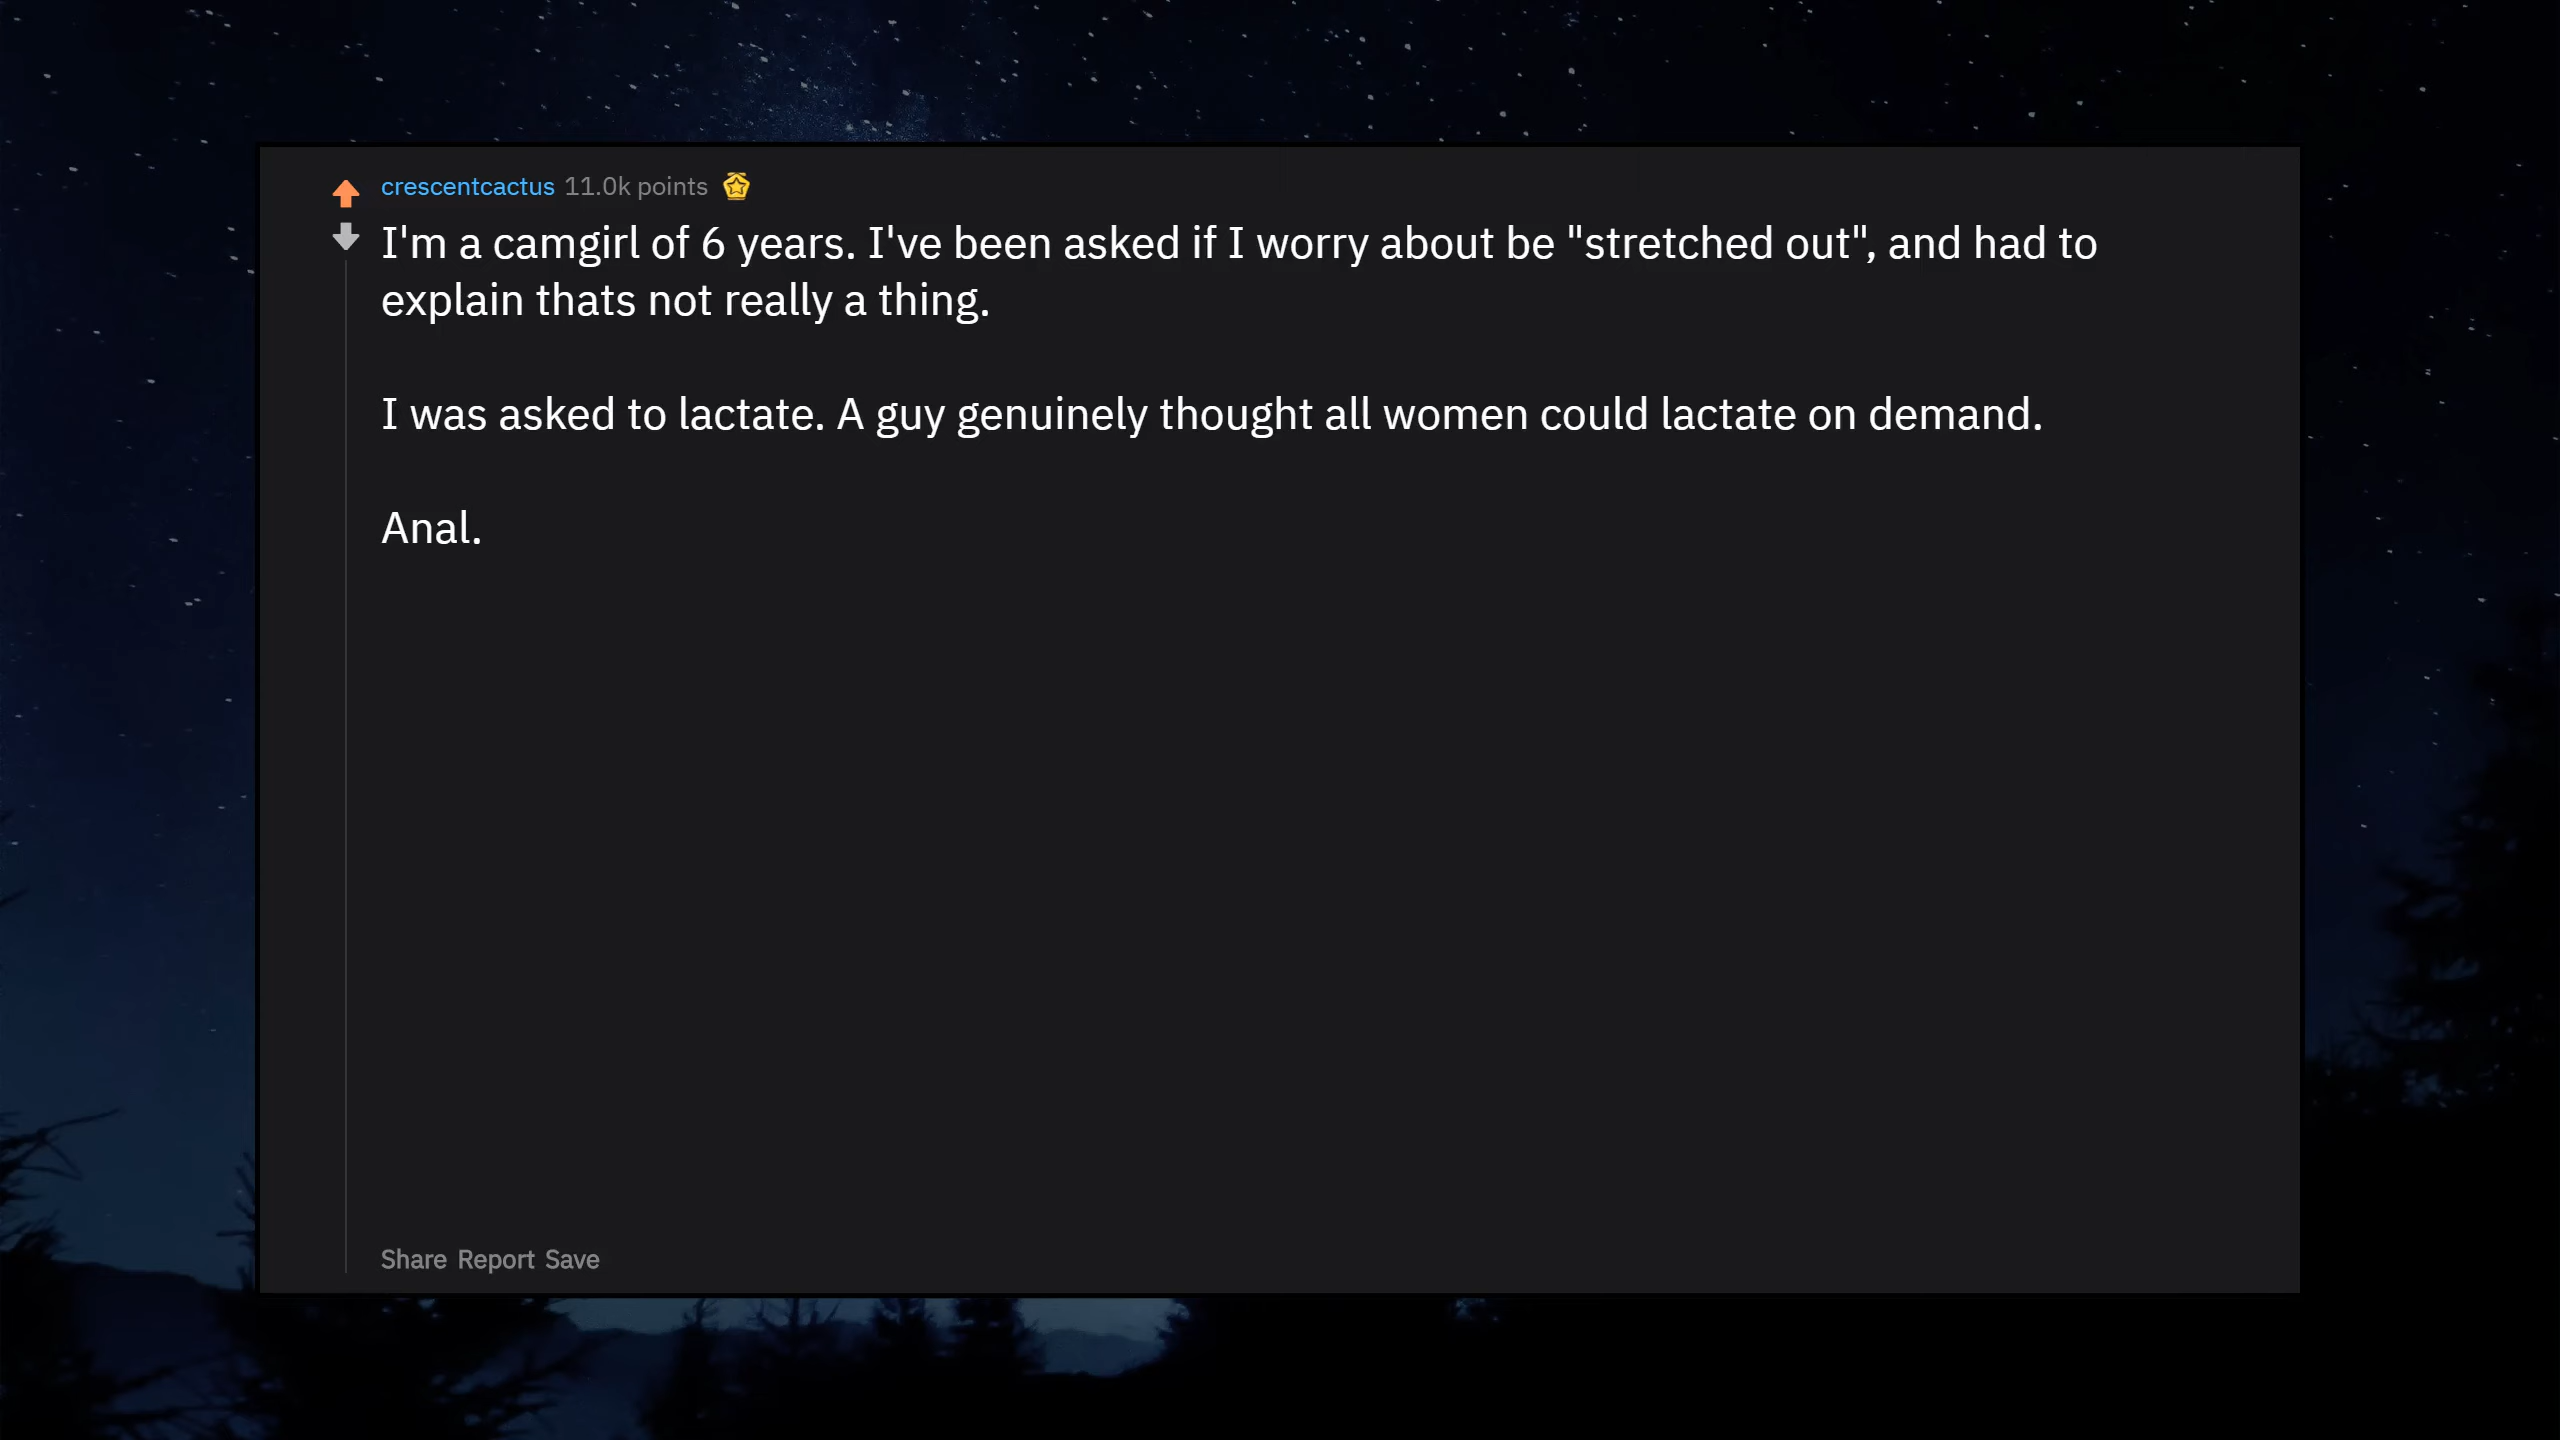 crescentcactus 11.0k points
I'm a camgirl of 6 years. I've been asked if I worry about be "stretched out", and had to
explain thats not really a thing.
I was asked to lactate. A guy genuinely thought all women could lactate on demand.
Anal.
Share Report Save